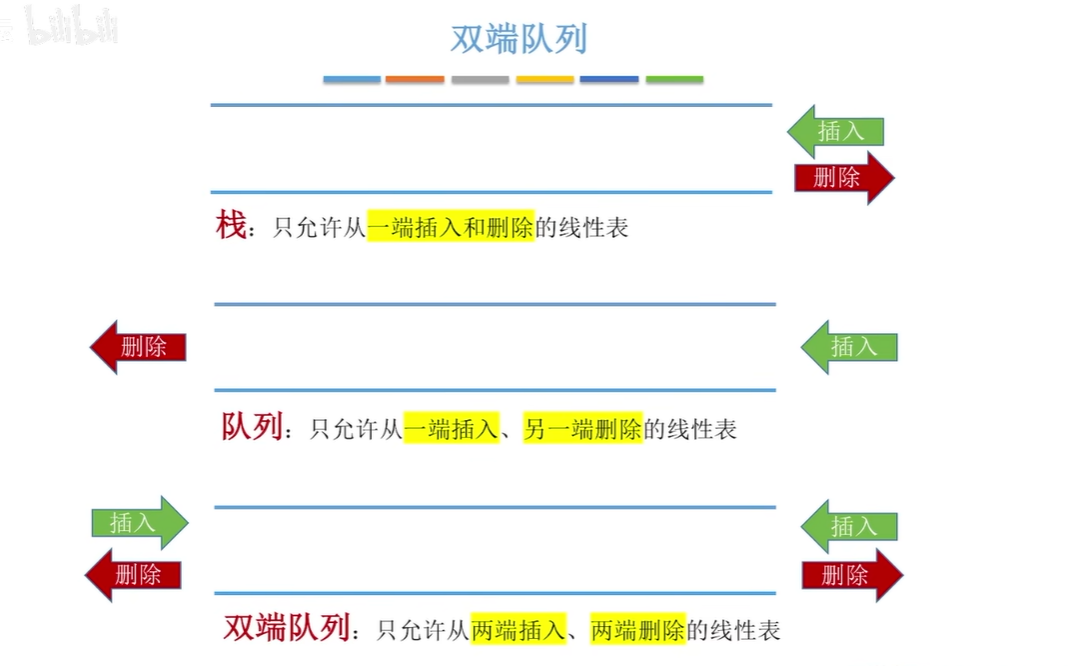 bilibili
双端队列
插入
删除
栈：只允许从一端插入和删除的线性表
删除
插入
队列：只允许从一端插入、另一端删除的线性表
插入
插入
删除
删除
双端队列：只允许从两端插入、两端删除的线性表